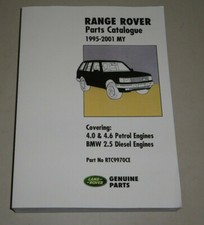 RANGE ROVER
Parts Catalogue
1995-2001 MY
Covering:
4.0 & 4.6 Petrol Engines
BMW 2.5 Diesel Engines
Part No RTC9970CE
LAND
ROVER
GENUINE
PARTS